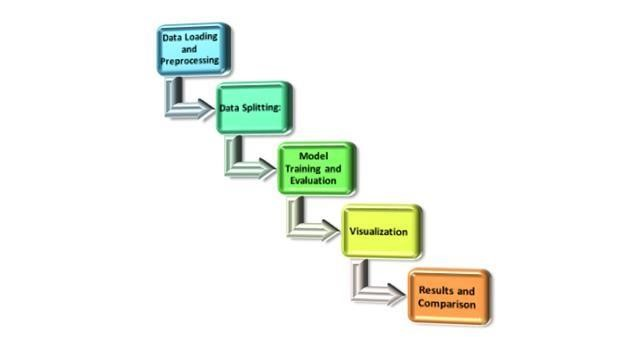 Data Loading
and
Preprocessing
Data Splitting:
Model
Training and
Evaluation
Visualization
Results and
Comparison